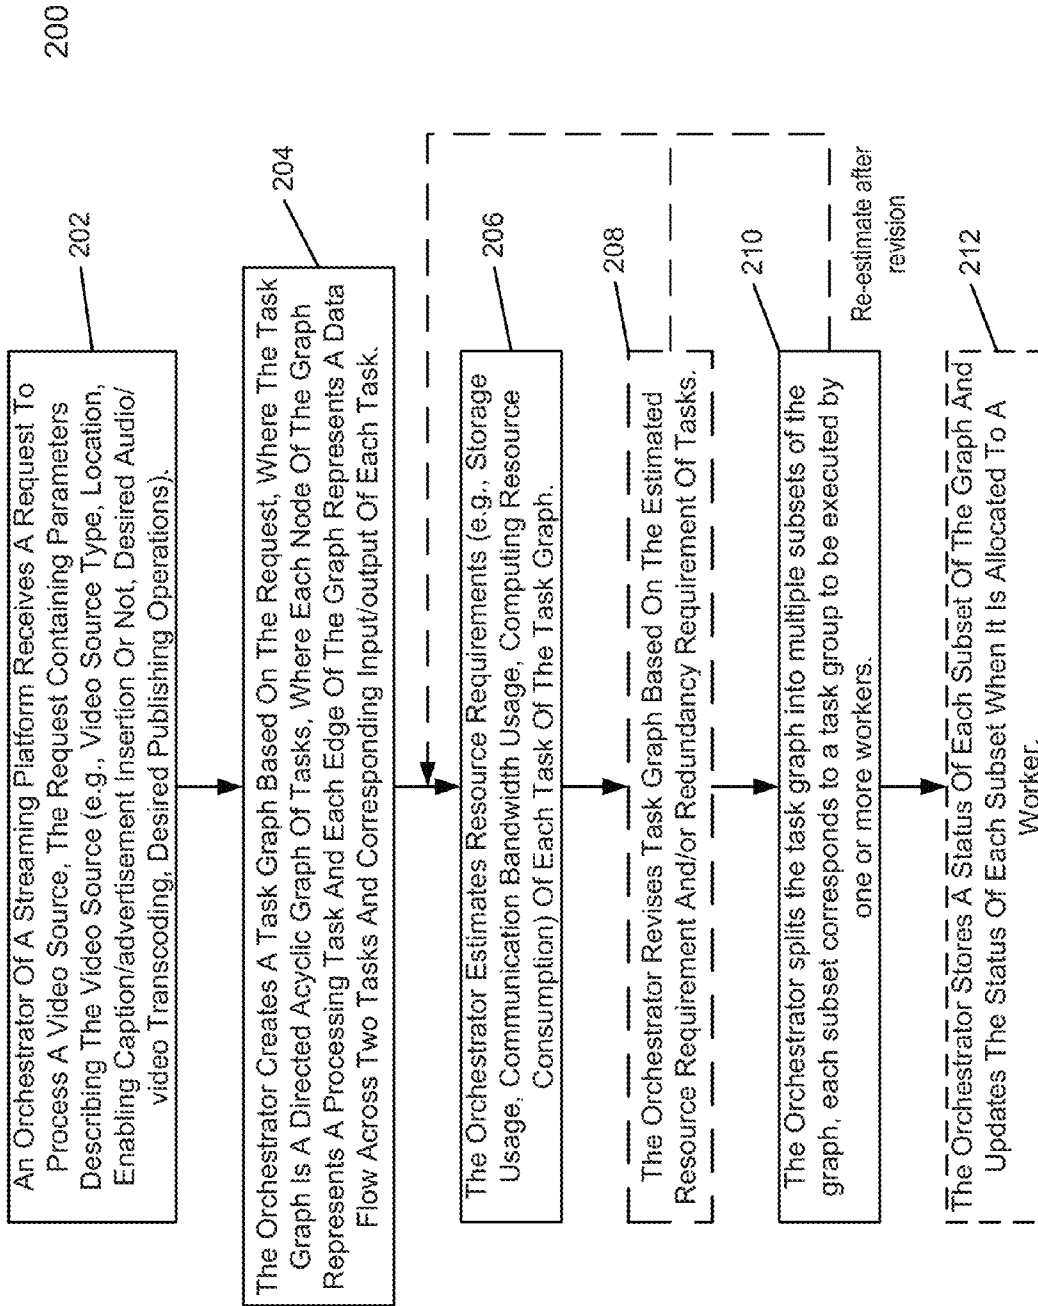 200
An Orchestrator Of A Streaming Platform Receives A Request To
Process A Video Source, The Request Containing Parameters
Describing The Video Source (e.g., Video Source Type, Location,
Enabling Caption/advertisement Insertion Or Not, Desired Audio/
video Transcoding, Desired Publishing Operations).
202
The Orchestrator Creates A Task Graph Based On The Request, Where The Task
Graph Is A Directed Acyclic Graph Of Tasks, Where Each Node Of The Graph
Represents A Processing Task And Each Edge Of The Graph Represents A Data
Flow Across Two Tasks And Corresponding Input/output Of Each Task.
204
The Orchestrator Estimates Resource Requirements (e.g., Storage
Usage, Communication Bandwidth Usage, Computing Resource
Consumption) Of Each Task Of The Task Graph.
206
The Orchestrator Revises Task Graph Based On The Estimated
Resource Requirement And/or Redundancy Requirement Of Tasks.
208
The Orchestrator splits the task graph into multiple subsets of the
graph, each subset corresponds to a task group to be executed by
one or more workers.
210
Re-estimate after
revision
The Orchestrator Stores A Status Of Each Subset Of The Graph And
Updates The Status Of Each Subset When It Is Allocated To A
Worker.
212